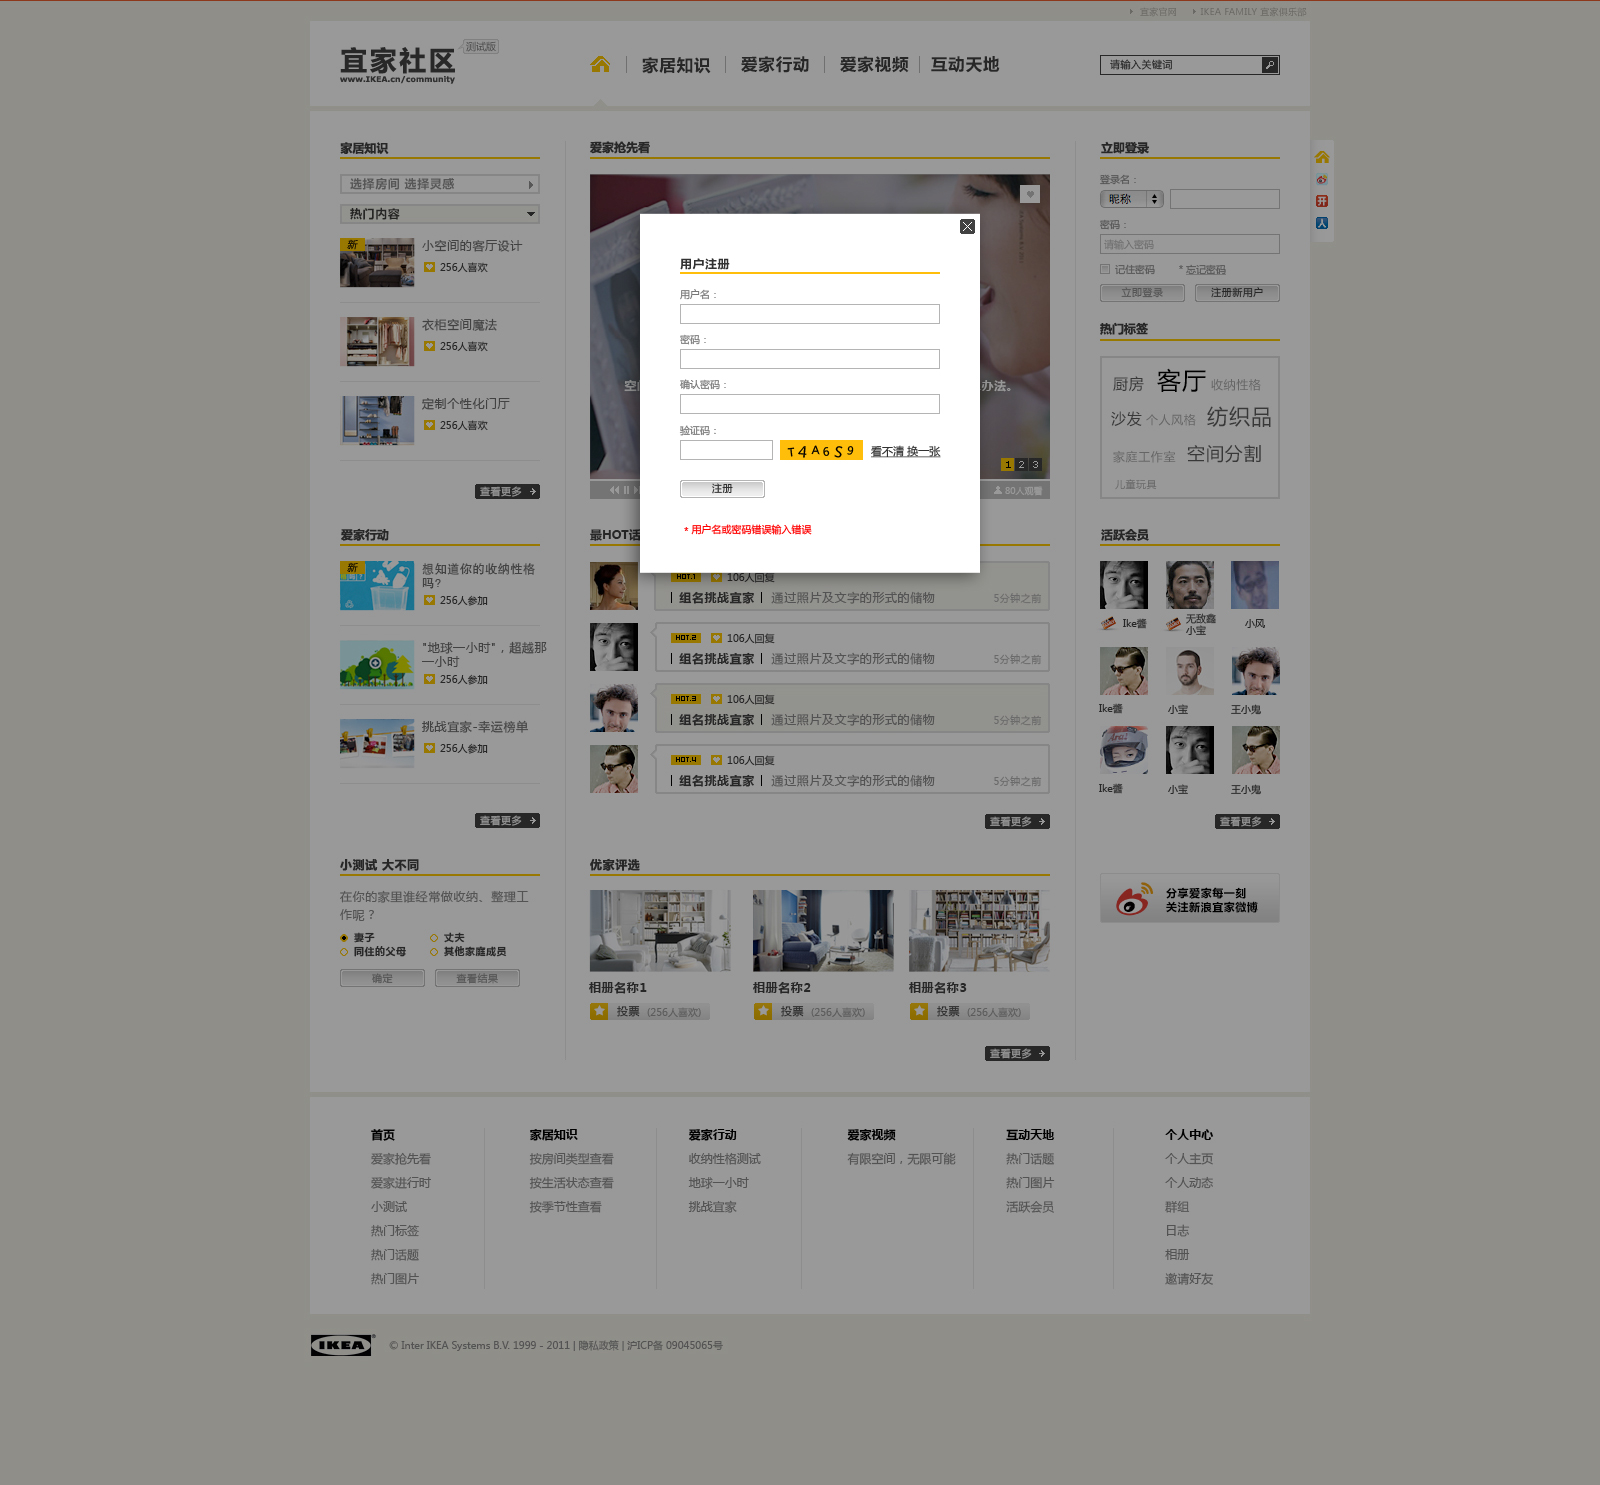 宜家官网
IKEA FAMILY 宜家俱乐部
宜家社区
测试版
www.IKEA.cn/community
家居知识
爱家行动
爱家视频
互动天地
请输入关键词
家居知识
选择房间 选择灵感
热门内容
新
小空间的客厅设计
256人喜欢
衣柜空间魔法
256人喜欢
定制个性化门厅
256人喜欢
查看更多
爱家行动
新
想知道你的收纳性格
吗?
256人参加
"地球一小时"，超越那
一小时
256人参加
挑战宜家-幸运榜单
256人参加
查看更多
小测试 大不同
在你的家里谁经常做收纳、整理工
作呢？
妻子
丈夫
同住的父母
其他家庭成员
确定
查看结果
爱家抢先看
办法。
1 2 3
80人观看
用户注册
用户名：
密码：
确认密码：
验证码：
T4A6S9
看不清 换一张
注册
* 用户名或密码错误输入错误
最HOT话
HOT.1
106人回复
组名挑战宜家
通过照片及文字的形式的储物
5分钟之前
HOT.2
106人回复
组名挑战宜家
通过照片及文字的形式的储物
5分钟之前
HOT.3
106人回复
组名挑战宜家
通过照片及文字的形式的储物
5分钟之前
HOT.4
106人回复
组名挑战宜家
通过照片及文字的形式的储物
5分钟之前
查看更多
优家评选
相册名称1
投票 (256人喜欢)
相册名称2
投票 (256人喜欢)
相册名称3
投票 (256人喜欢)
查看更多
立即登录
登录名：
昵称
密码：
请输入密码
记住密码
* 忘记密码
立即登录
注册新用户
热门标签
厨房 客厅 收纳性格
沙发 个人风格 纺织品
家庭工作室 空间分割
儿童玩具
活跃会员
Ike酱
无敌鑫
小宝
小风
Ike酱
小宝
王小鬼
Ike酱
小宝
王小鬼
查看更多
分享爱家每一刻
关注新浪宜家微博
首页
爱家抢先看
爱家进行时
小测试
热门标签
热门话题
热门图片
家居知识
按房间类型查看
按生活状态查看
按季节性查看
爱家行动
收纳性格测试
地球一小时
挑战宜家
爱家视频
有限空间，无限可能
互动天地
热门话题
热门图片
活跃会员
个人中心
个人主页
个人动态
群组
日志
相册
邀请好友
IKEA
© Inter IKEA Systems B.V. 1999 - 2011 | 隐私政策 | 沪ICP备 09045065号